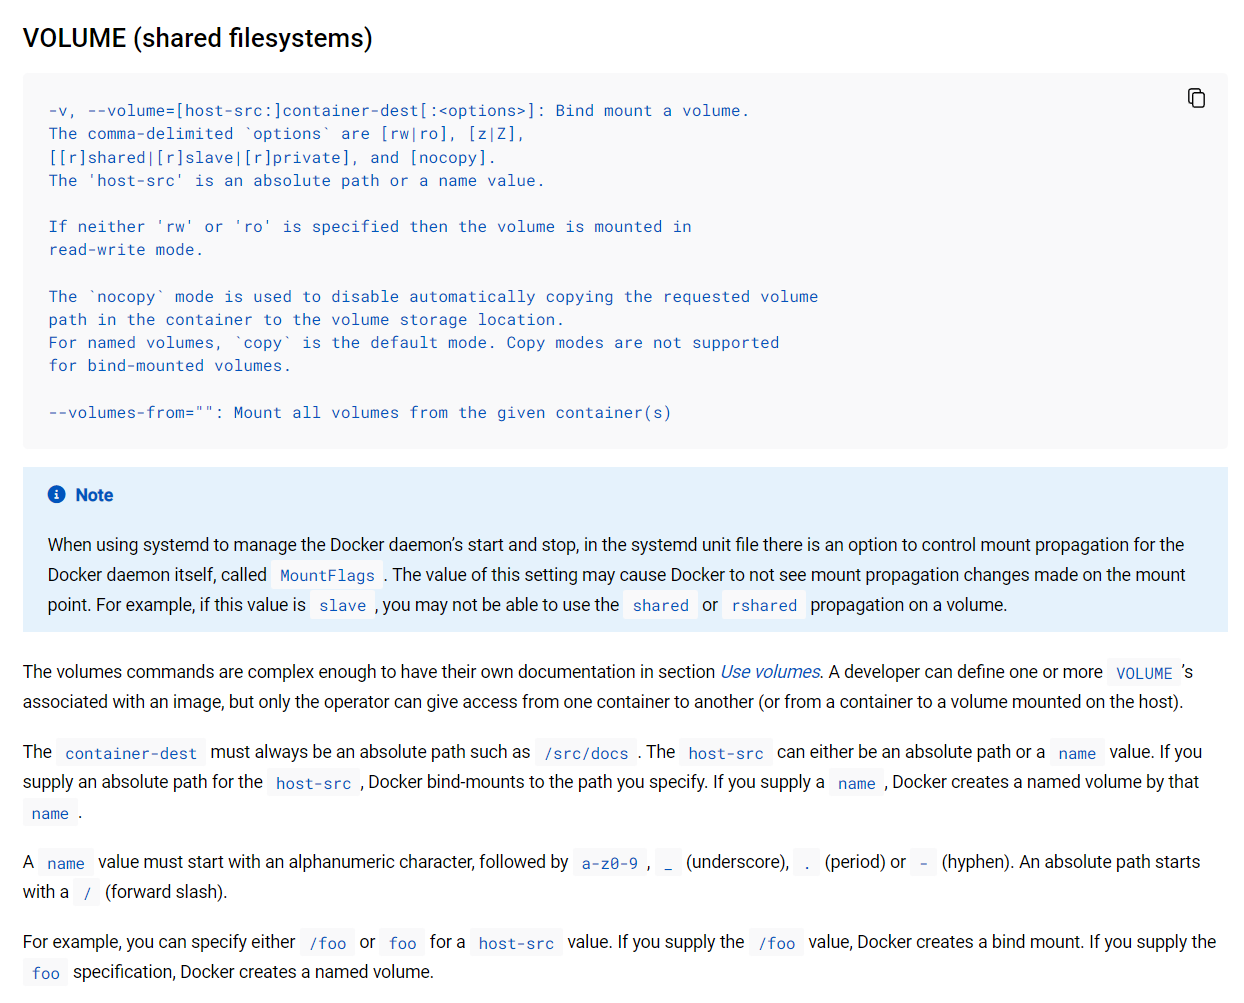 VOLUME (shared filesystems)
-v, --volume=[host-src:]container-dest[:<options>]: Bind mount a volume.
The comma-delimited `options` are [rw|ro], [z|Z],
[[r]shared|[r]slave|[r]private], and [nocopy].
The 'host-src' is an absolute path or a name value.
If neither 'rw' or 'ro' is specified then the volume is mounted in
read-write mode.
The `nocopy` mode is used to disable automatically copying the requested volume
path in the container to the volume storage location.
For named volumes, `copy` is the default mode. Copy modes are not supported
for bind-mounted volumes.
--volumes-from="": Mount all volumes from the given container(s)
Note
When using systemd to manage the Docker daemon’s start and stop, in the systemd unit file there is an option to control mount propagation for the
Docker daemon itself, called MountFlags . The value of this setting may cause Docker to not see mount propagation changes made on the mount
point. For example, if this value is slave , you may not be able to use the shared or rshared propagation on a volume.
The volumes commands are complex enough to have their own documentation in section Use volumes. A developer can define one or more VOLUME ’s
associated with an image, but only the operator can give access from one container to another (or from a container to a volume mounted on the host).
The container-dest must always be an absolute path such as /src/docs . The host-src can either be an absolute path or a name value. If you
supply an absolute path for the host-src , Docker bind-mounts to the path you specify. If you supply a name , Docker creates a named volume by that
name .
A name value must start with an alphanumeric character, followed by a-z0-9 , _ (underscore), . (period) or - (hyphen). An absolute path starts
with a / (forward slash).
For example, you can specify either /foo or foo for a host-src value. If you supply the /foo value, Docker creates a bind mount. If you supply the
foo specification, Docker creates a named volume.